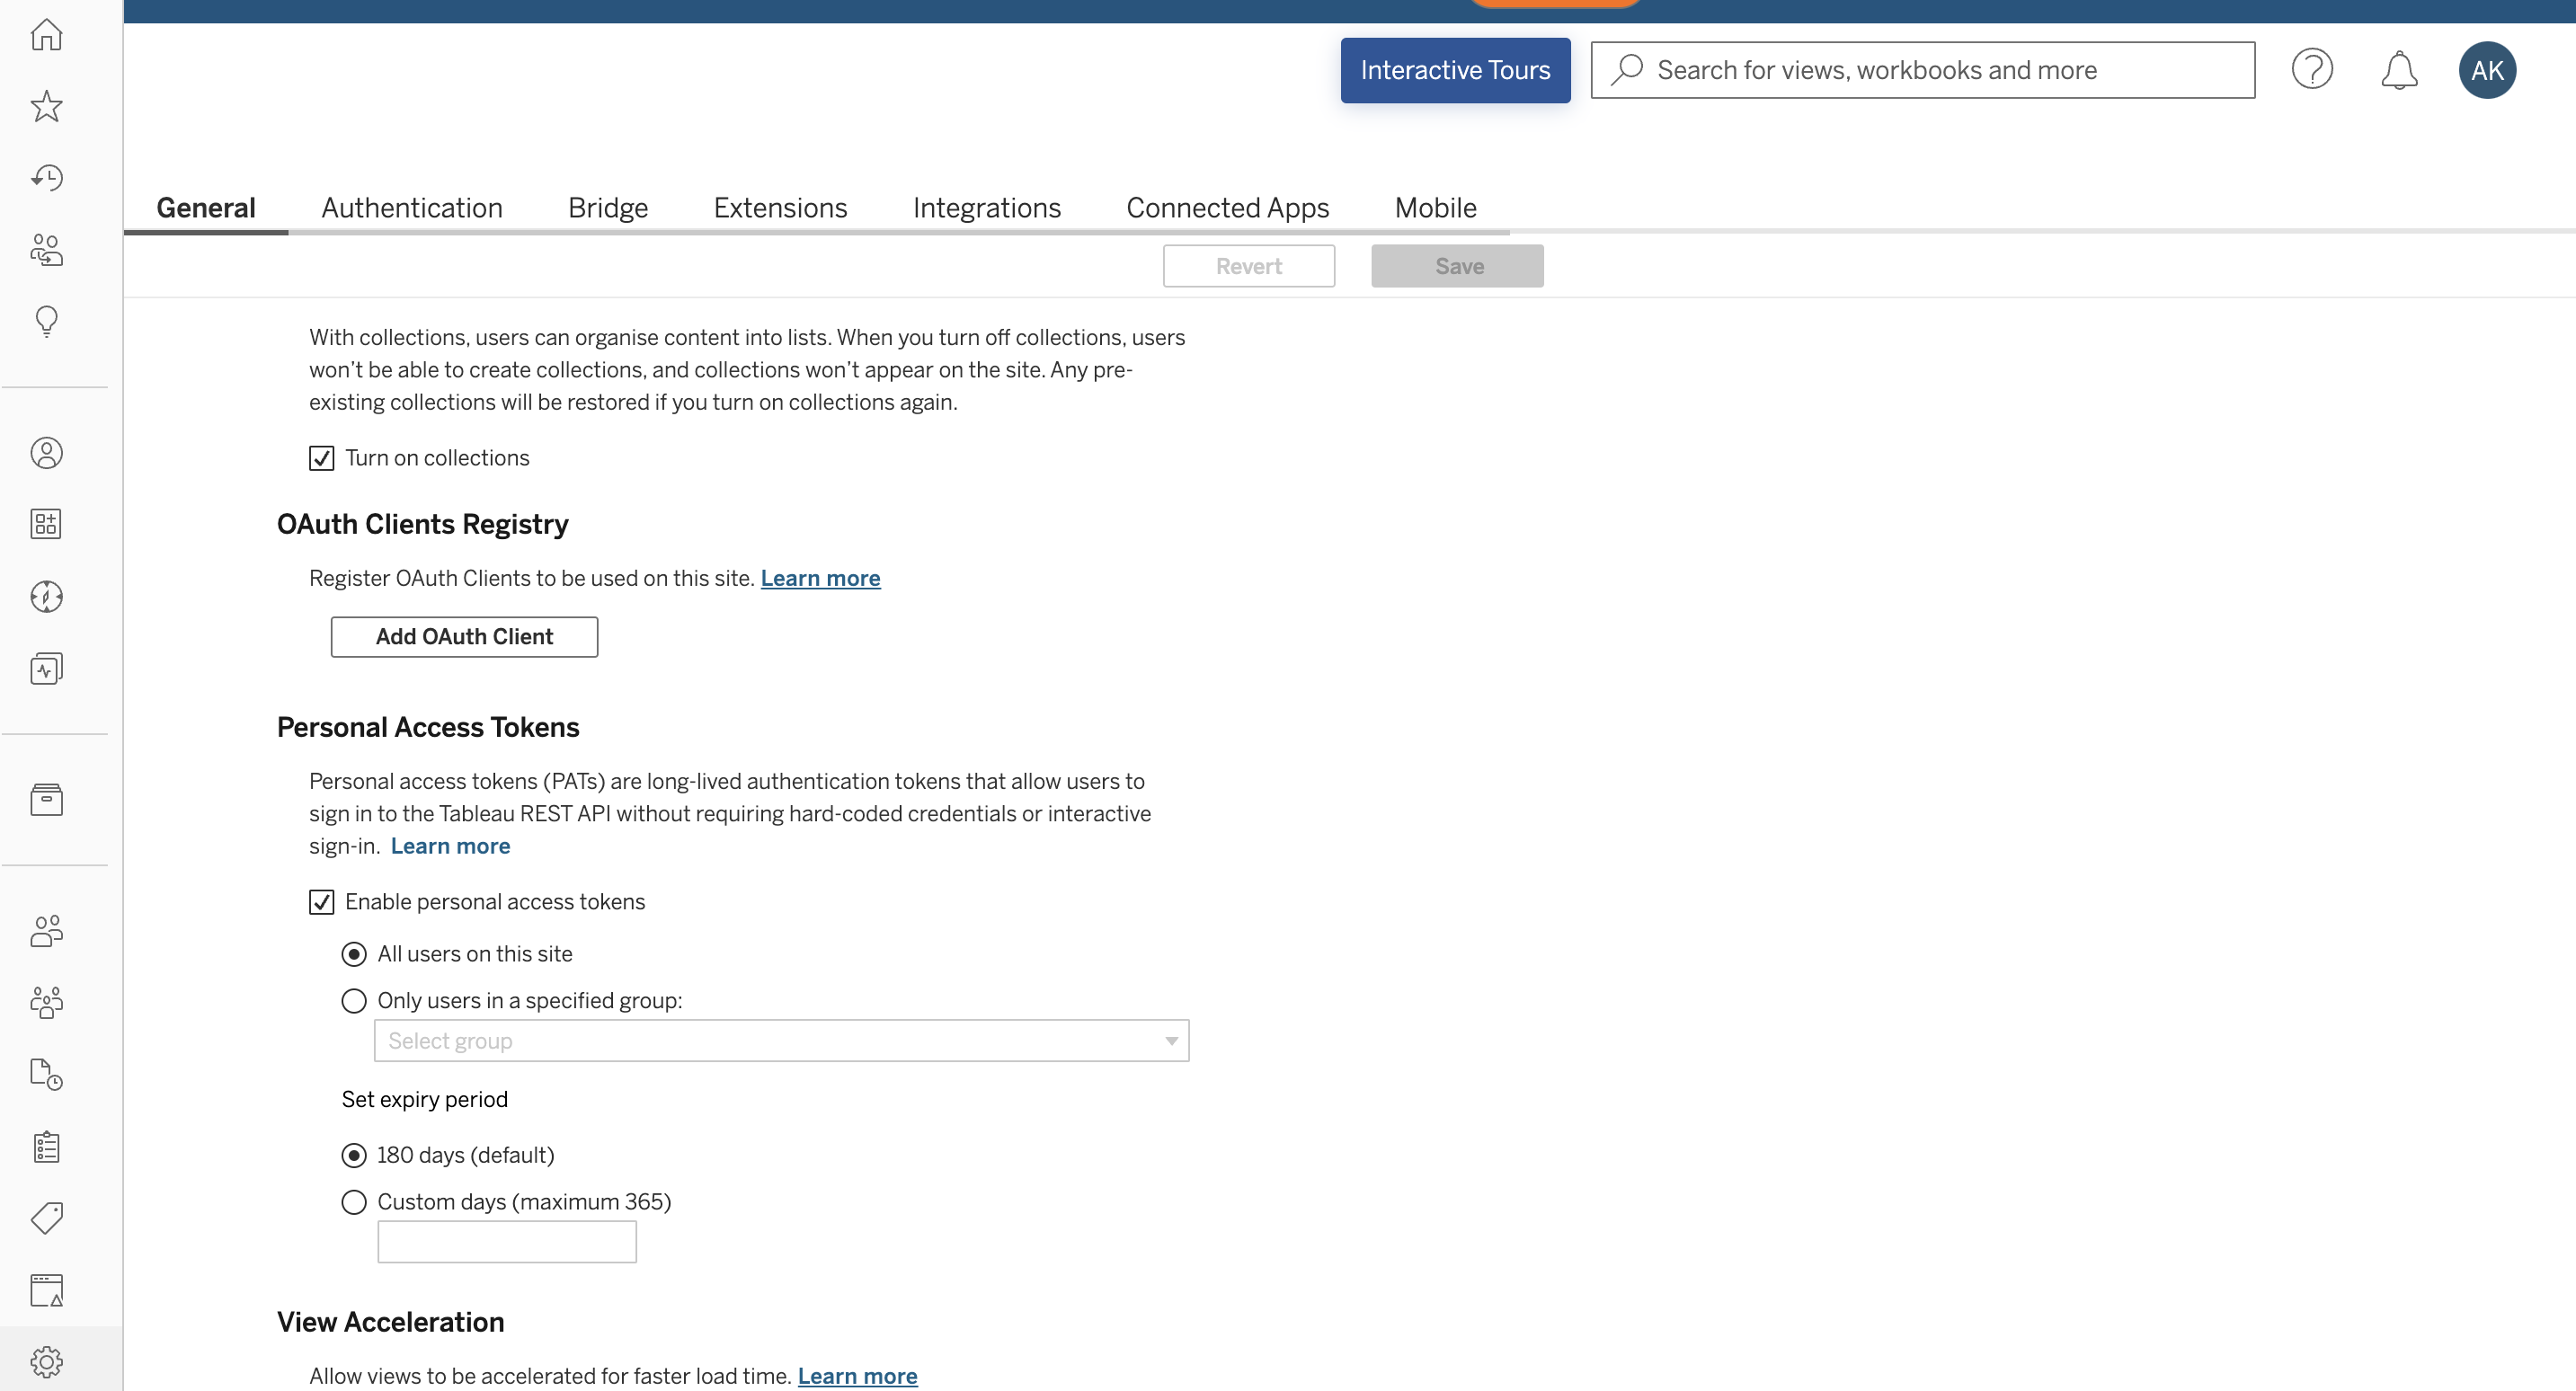 Interactive Tours
Search for views, workbooks and more
AK
General Authentication Bridge Extensions Integrations Connected Apps Mobile
Revert Save
With collections, users can organise content into lists. When you turn off collections, users
won't be able to create collections, and collections won't appear on the site. Any pre-
existing collections will be restored if you turn on collections again.
Turn on collections
OAuth Clients Registry
Register OAuth Clients to be used on this site. Learn more
Add OAuth Client
Personal Access Tokens
Personal access tokens (PATs) are long-lived authentication tokens that allow users to
sign in to the Tableau REST API without requiring hard-coded credentials or interactive
sign-in. Learn more
Enable personal access tokens
All users on this site
Only users in a specified group:
Select group
Set expiry period
180 days (default)
Custom days (maximum 365)
View Acceleration
Allow views to be accelerated for faster load time. Learn more